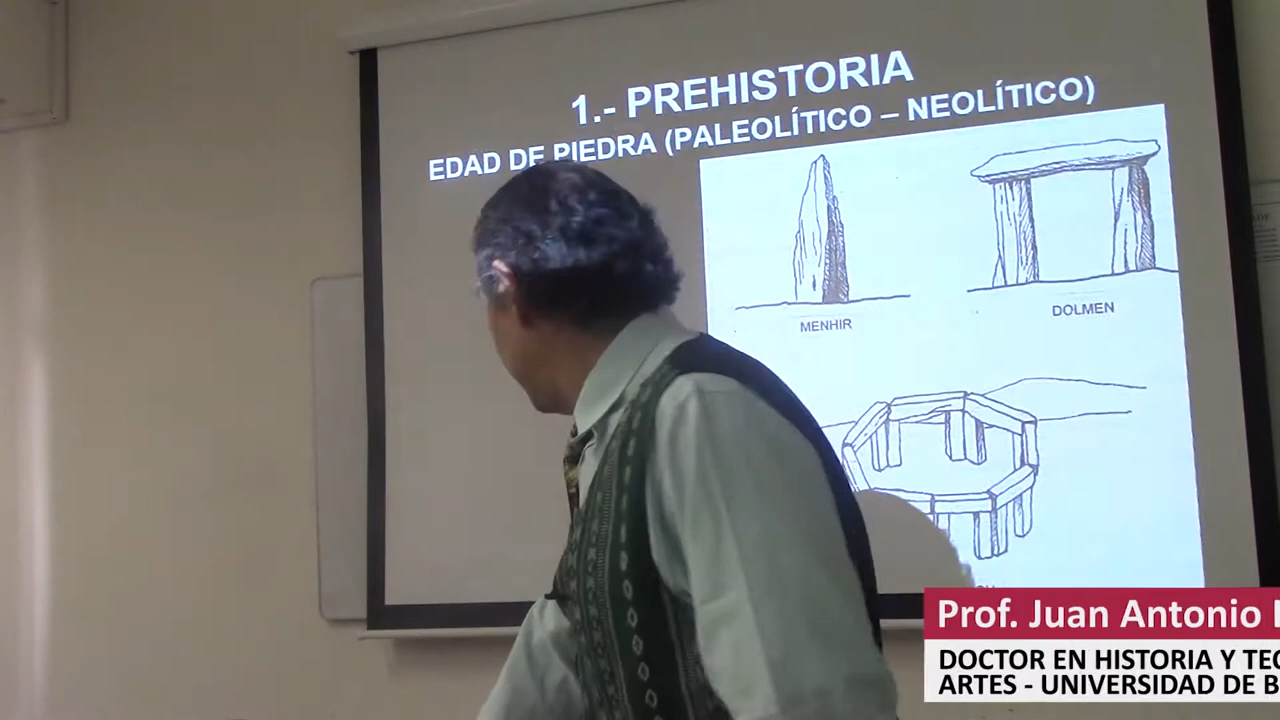 1.- PREHISTORIA
EDAD DE PIEDRA (PALEOLÍTICO – NEOLÍTICO)
MENHIR
DOLMEN
Prof. Juan Antonio
DOCTOR EN HISTORIA Y
ARTES - UNIVERSIDAD DE